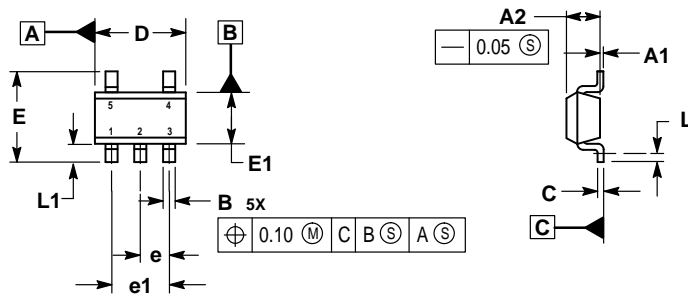 A
D
B
A2
— 0.05 Ⓢ
A1
E
5 4
1 2 3
L
E1
L1
B 5X
C
⌖ 0.10 Ⓜ C B Ⓢ A Ⓢ
C
e
e1